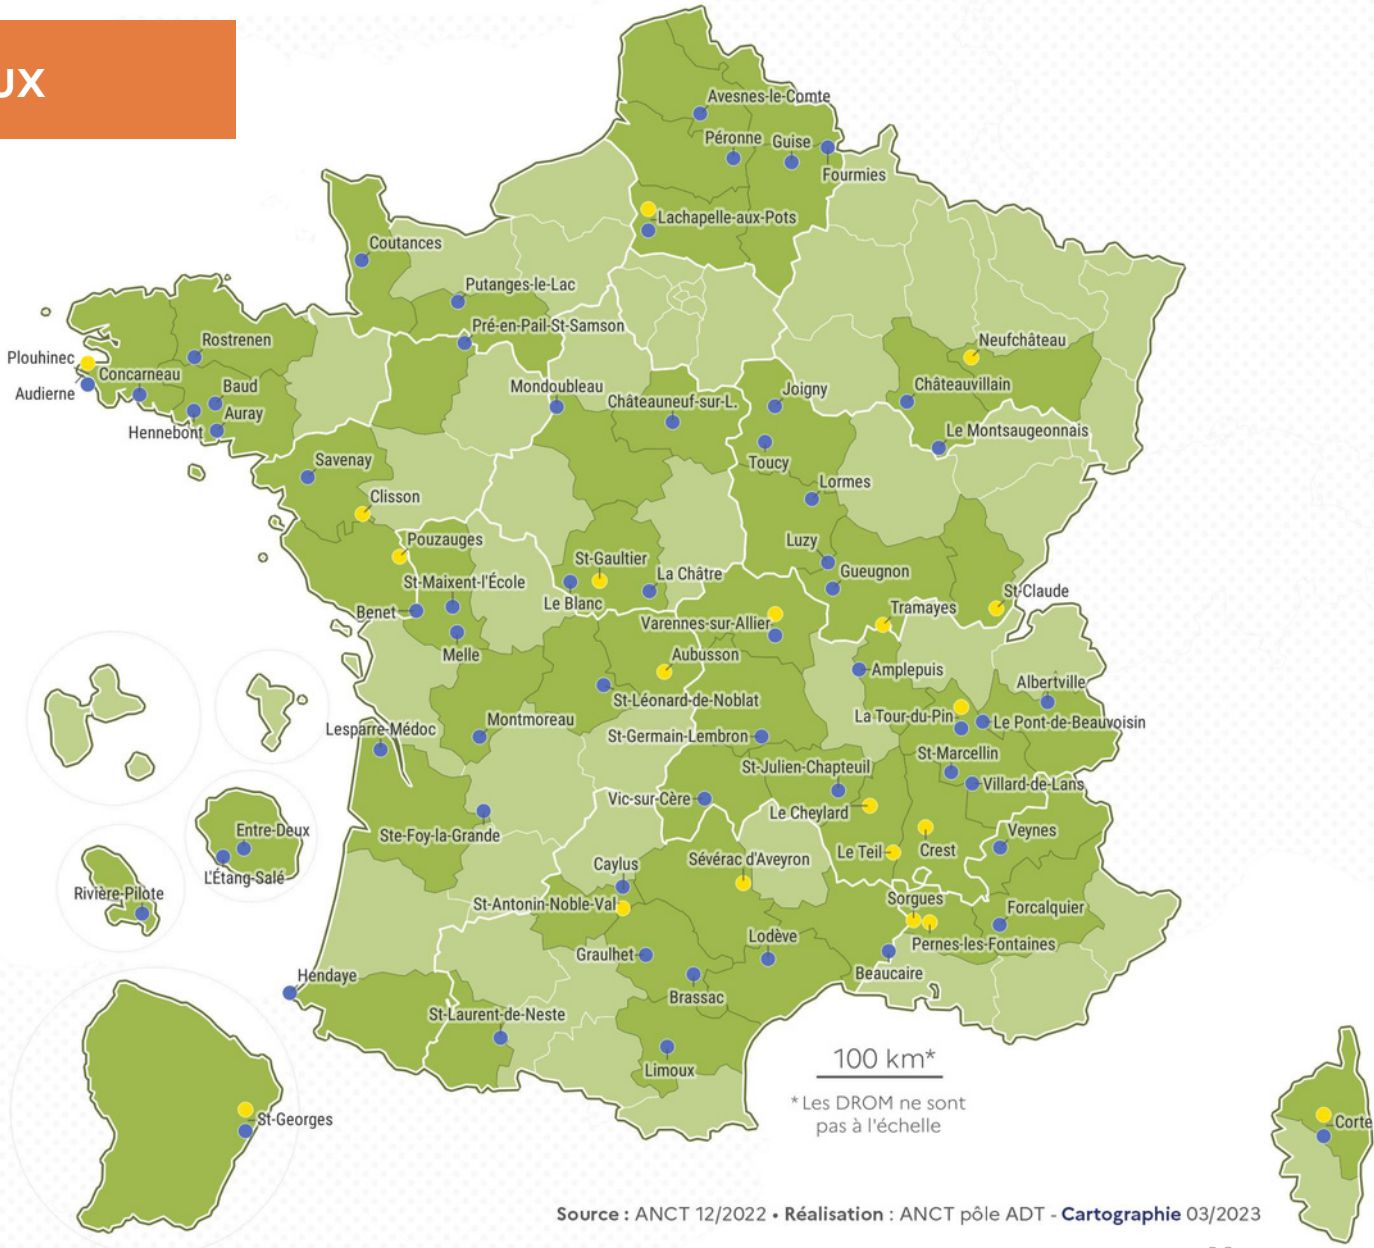 UX
Avesnes-le-Comte
Péronne
Guise
Fourmies
Lachapelle-aux-Pots
Coutances
Putanges-le-Lac
Pré-en-Pail-St-Samson
Rostrenen
Neufchâteau
Plouhinec
Concarneau
Audierne
Baud
Auray
Hennebont
Mondoubleau
Châteauneuf-sur-L.
Joigny
Châteauvillain
Le Montsaugeonnais
Toucy
Savenay
Lormes
Clisson
Pouzauges
Luzy
St-Gaultier
La Châtre
Gueugnon
St-Maixent-l'École
Le Blanc
St-Claude
Benet
Tramayes
Varennes-sur-Allier
Melle
Aubusson
Amplepuis
Albertville
St-Léonard-de-Noblat
La Tour-du-Pin
Le Pont-de-Beauvoisin
Montmoreau
Lesparre-Médoc
St-Germain-Lembron
St-Marcellin
St-Julien-Chapteuil
Villard-de-Lans
Vic-sur-Cère
Le Cheylard
Ste-Foy-la-Grande
Veynes
Entre-Deux
L'Étang-Salé
Le Teil
Crest
Caylus
Sévérac d'Aveyron
Rivière-Pilote
St-Antonin-Noble-Val
Sorgues
Forcalquier
Pernes-les-Fontaines
Lodève
Graulhet
Beaucaire
Hendaye
Brassac
St-Laurent-de-Neste
Limoux
100 km*
*Les DROM ne sont
pas à l'échelle
St-Georges
Corte
Source : ANCT 12/2022 • Réalisation : ANCT pôle ADT - Cartographie 03/2023